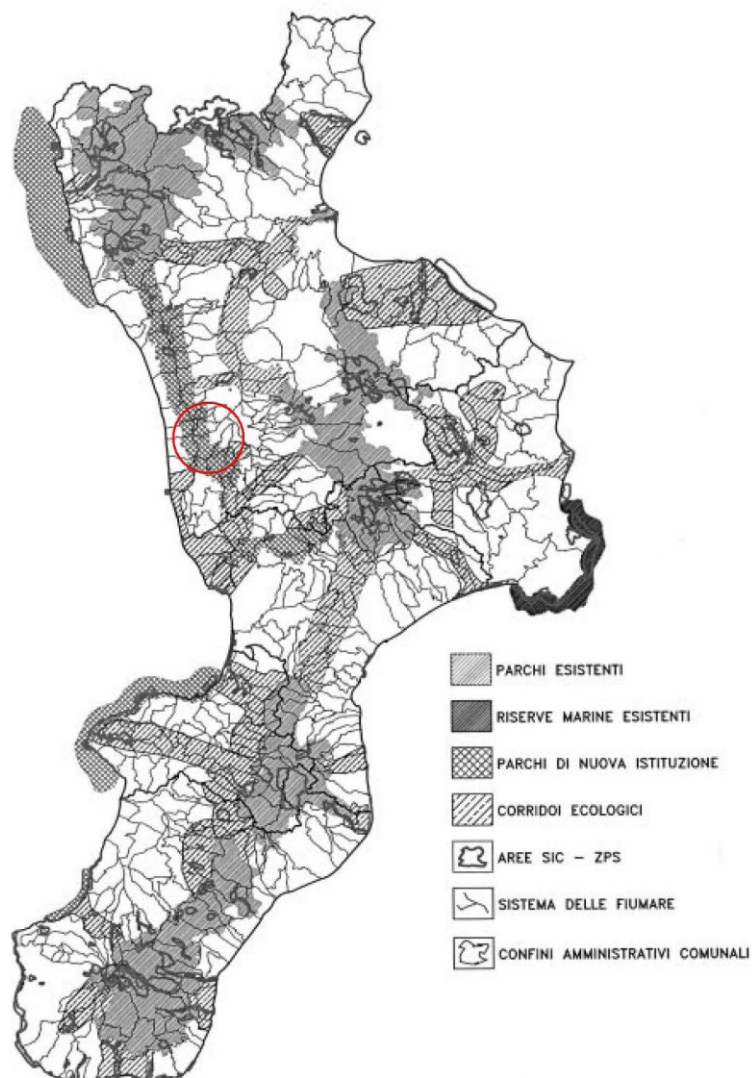 PARCHI ESISTENTI
RISERVE MARINE ESISTENTI
PARCHI DI NUOVA ISTITUZIONE
CORRIDOI ECOLOGICI
AREE SIC – ZPS
SISTEMA DELLE FIUMARE
CONFINI AMMINISTRATIVI COMUNALI